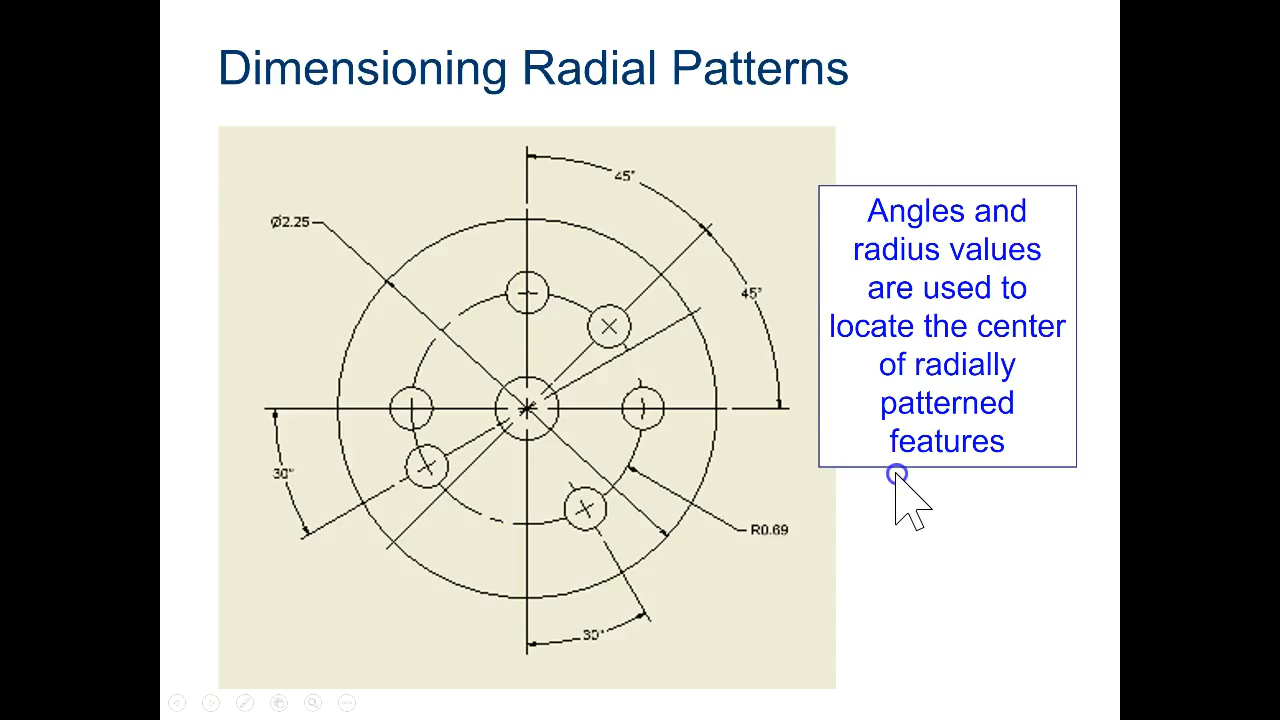 Dimensioning Radial Patterns
45°
Ø2.25
45°
Angles and
radius values
are used to
locate the center
of radially
patterned
features
30°
R0.69
30°